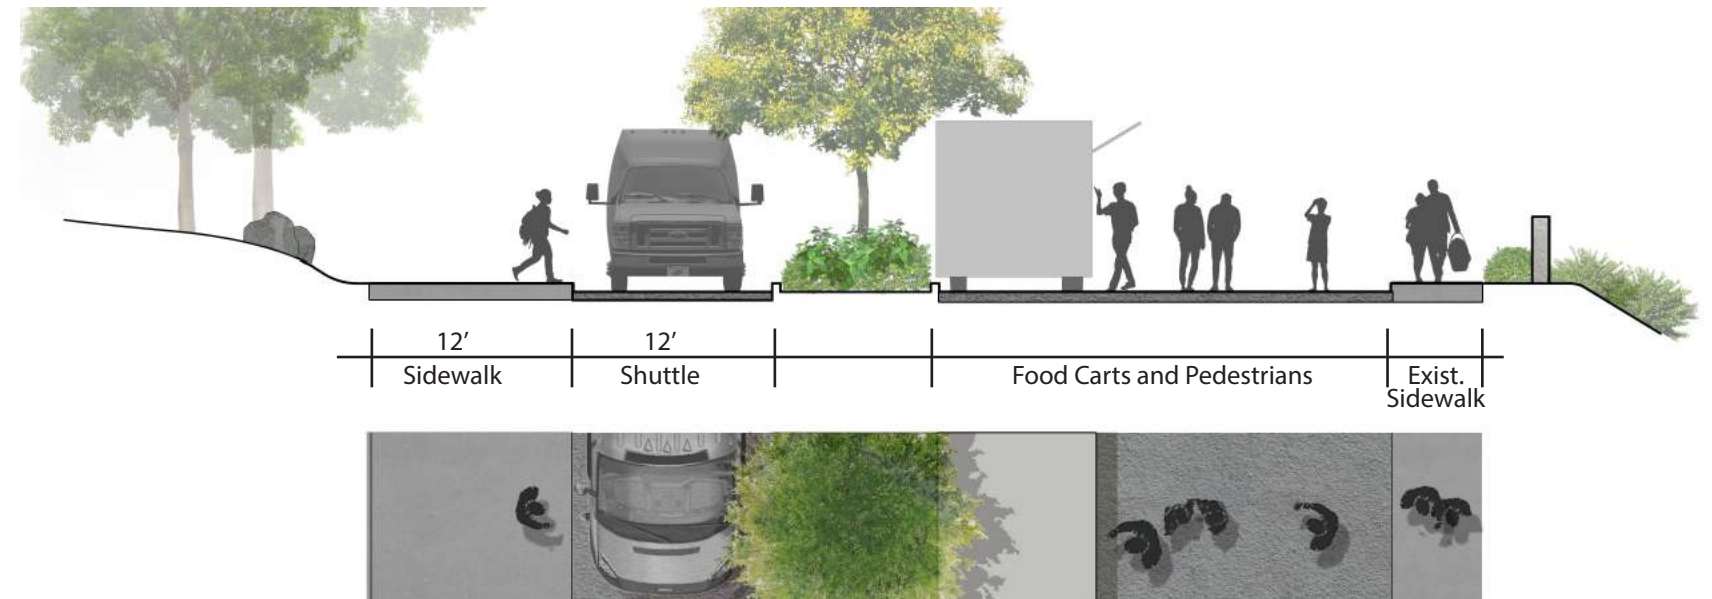 12’
12’
Sidewalk
Shuttle
Food Carts and Pedestrians
Exist.
Sidewalk